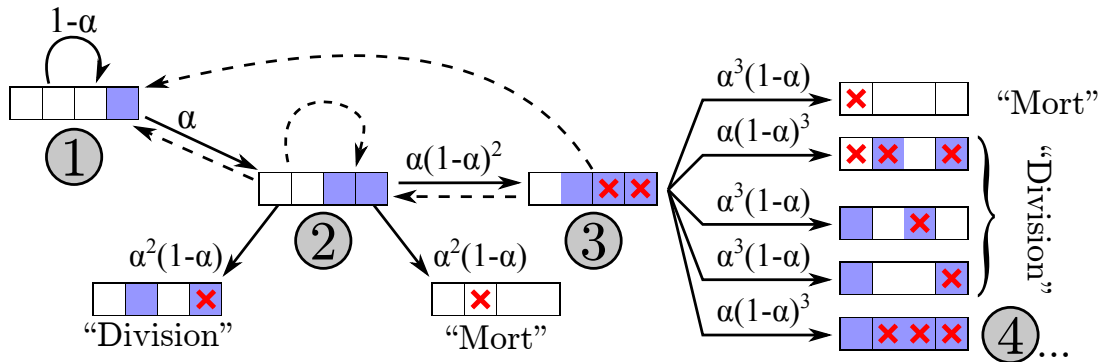 1-α
1
α
2
α²(1-α)
"Division"
α²(1-α)
"Mort"
α(1-α)²
3
α³(1-α)
"Mort"
α(1-α)³
α³(1-α)
α³(1-α)
"Division"
α(1-α)³
4...